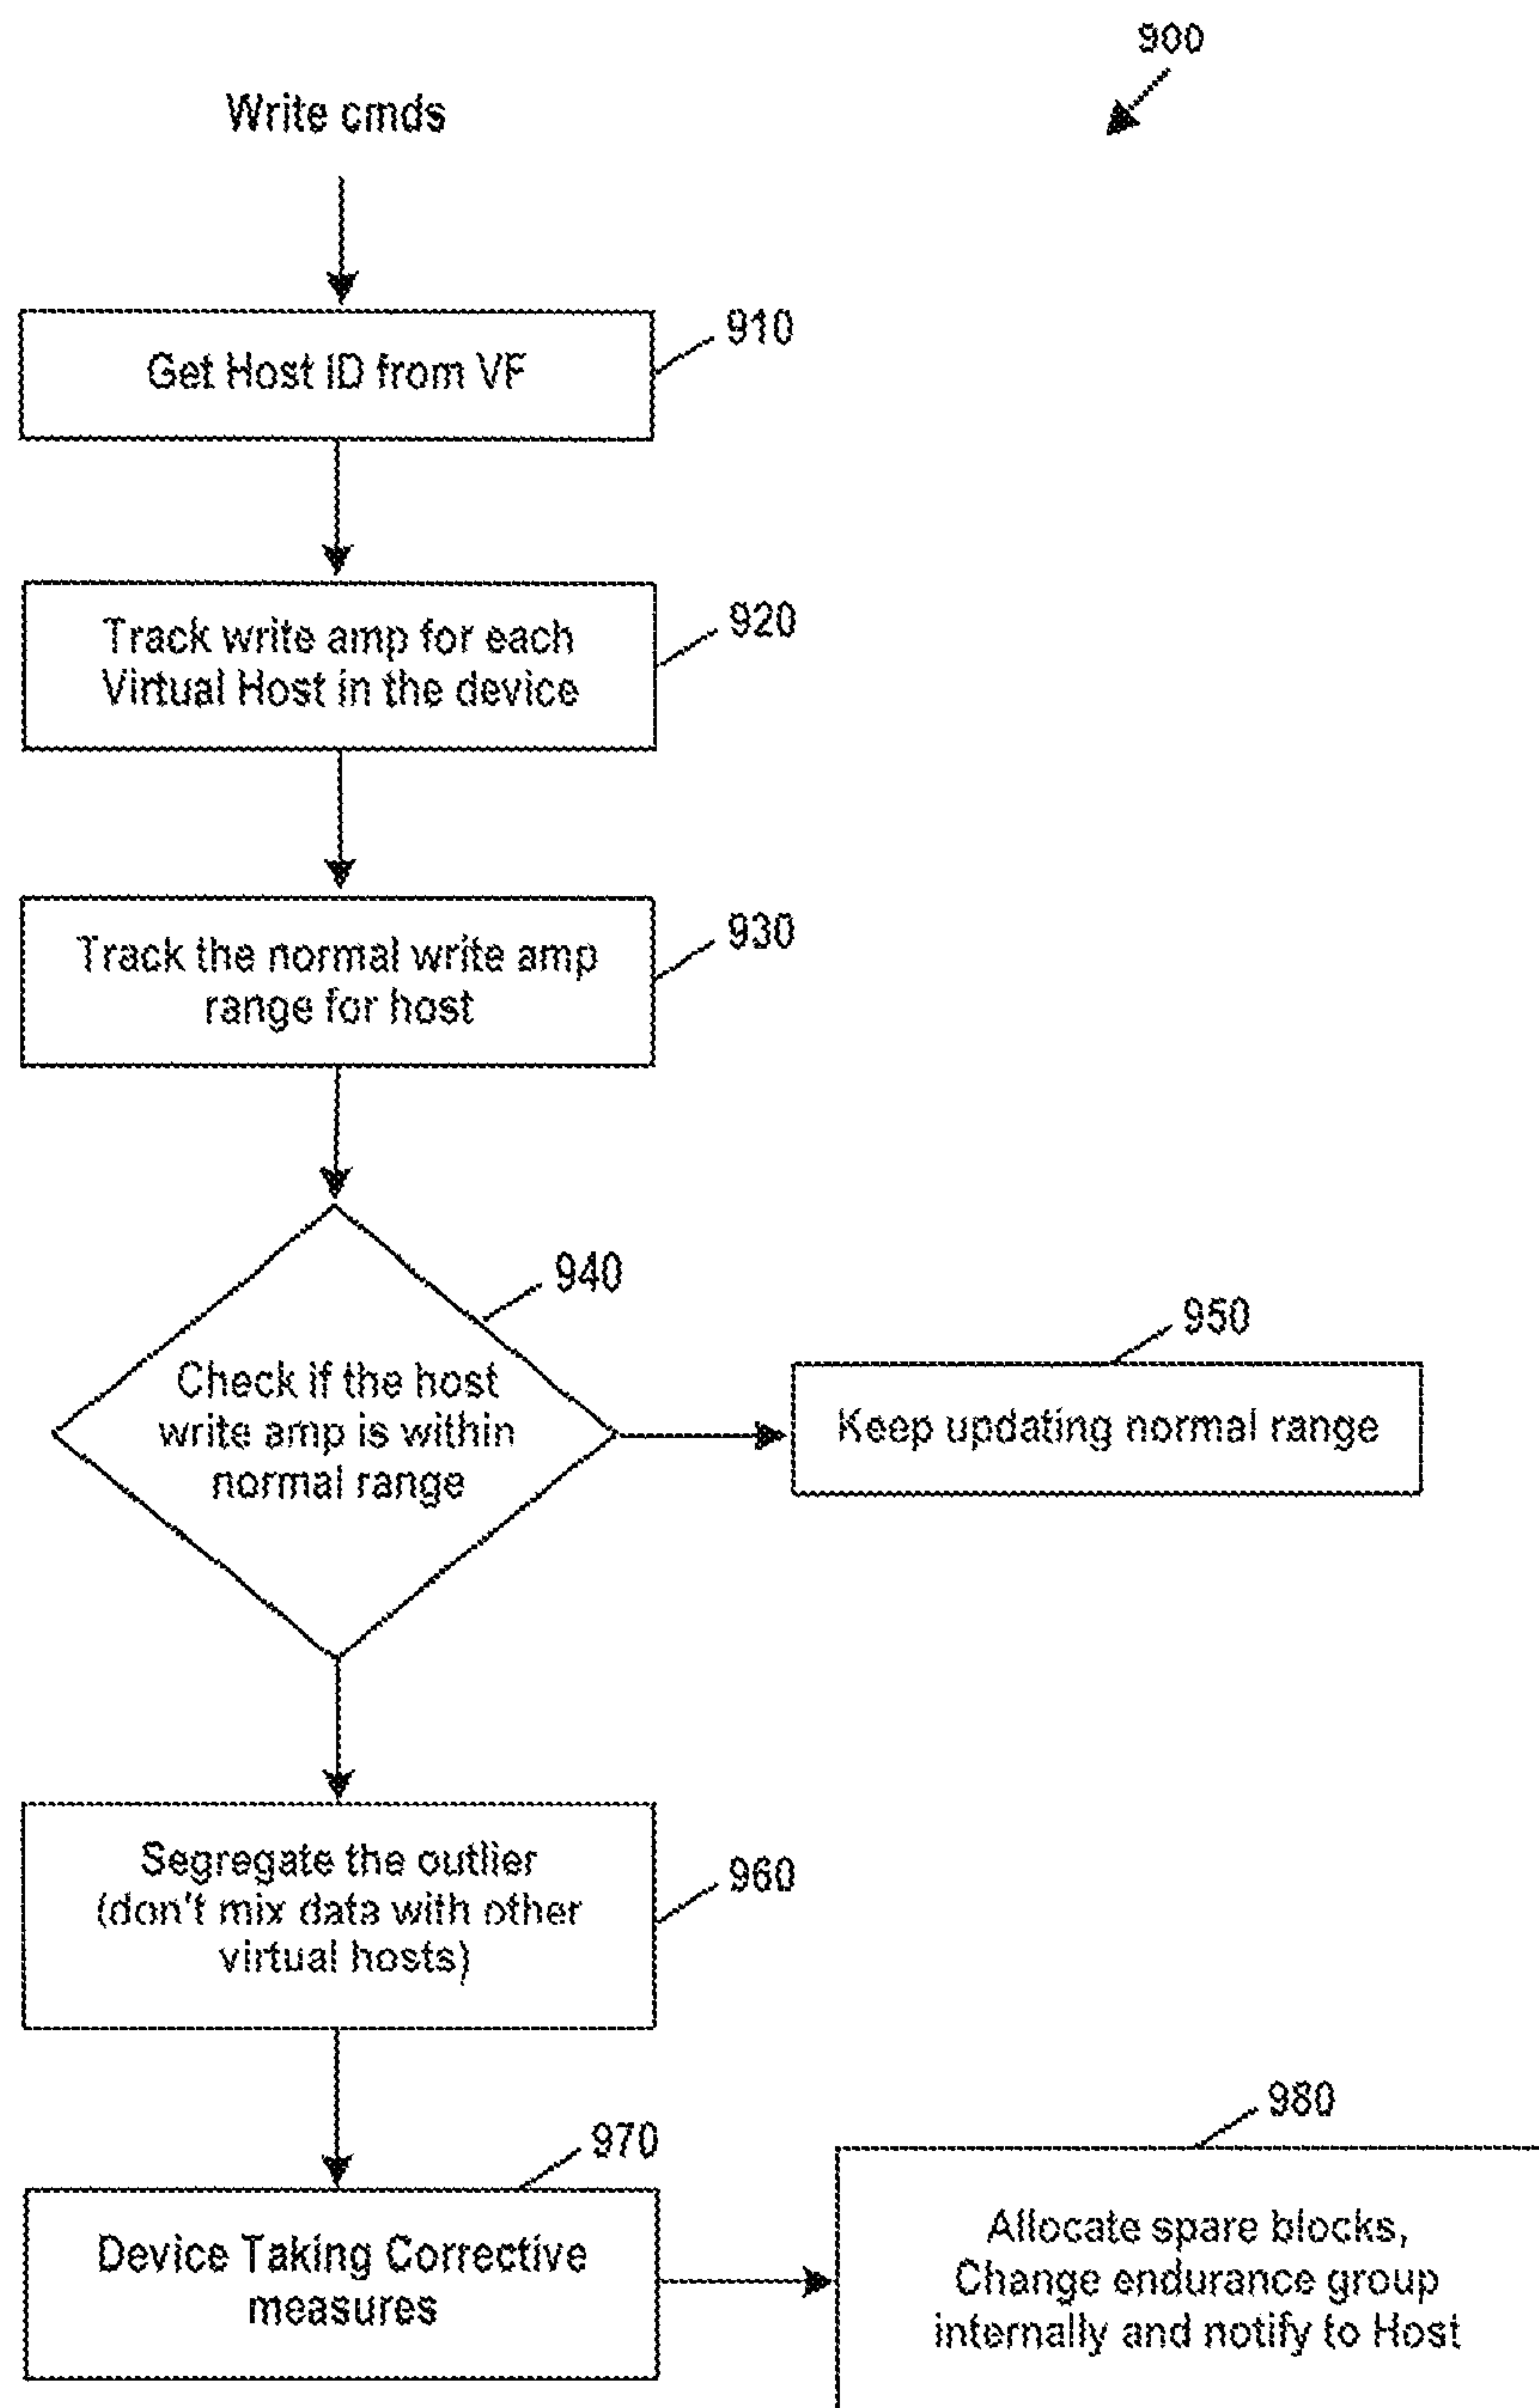 900
Write cmds
Get Host ID from VF
910
Track write amp for each
Virtual Host in the device
920
Track the normal write amp
range for host
930
940
Check if the host
write amp is within
normal range
950
Keep updating normal range
Segregate the outlier
(don't mix data with other
virtual hosts)
960
970
Device Taking Corrective
measures
980
Allocate spare blocks,
Change endurance group
internally and notify to Host